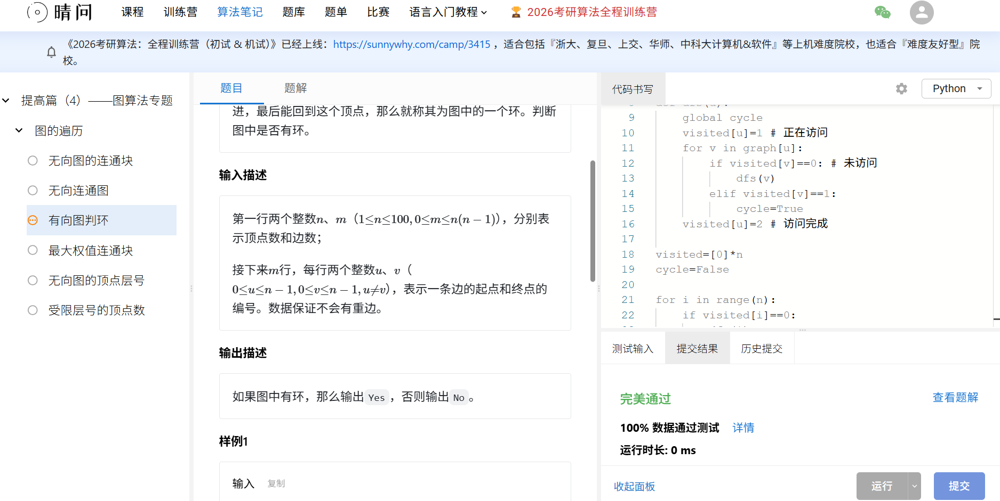 晴问 课程 训练营 算法笔记 题库 题单 比赛 语言入门教程 2026考研算法全程训练营
《2026考研算法：全程训练营（初试 & 机试）》已经上线：https://sunnywhy.com/camp/3415，适合包括『浙大、复旦、上交、华师、中科大计算机&软件』等上机难度院校，也适合『难度友好型』院
校。
提高篇（4）——图算法专题
图的遍历
无向图的连通块
无向连通图
有向图判环
最大权值连通块
无向图的顶点层号
受限层号的顶点数
题目 题解
进，最后能回到这个顶点，那么就称其为图中的一个环。判断
图中是否有环。
输入描述
第一行两个整数n、m（1≤n≤100,0≤m≤n(n−1)），分别表
示顶点数和边数；
接下来m行，每行两个整数u、v（
0≤u≤n−1,0≤v≤n−1,u≠v），表示一条边的起点和终点的
编号。数据保证不会有重边。
输出描述
如果图中有环，那么输出Yes，否则输出No。
样例1
输入 复制
代码书写 Python
9 global cycle
10 visited[u]=1 # 正在访问
11 for v in graph[u]:
12 if visited[v]==0: # 未访问
13 dfs(v)
14 elif visited[v]==1:
15 cycle=True
16 visited[u]=2 # 访问完成
17
18 visited=[0]*n
19 cycle=False
20
21 for i in range(n):
22 if visited[i]==0:
测试输入 提交结果 历史提交
完美通过 查看题解
100% 数据通过测试 详情
运行时长: 0 ms
收起面板 运行 提交